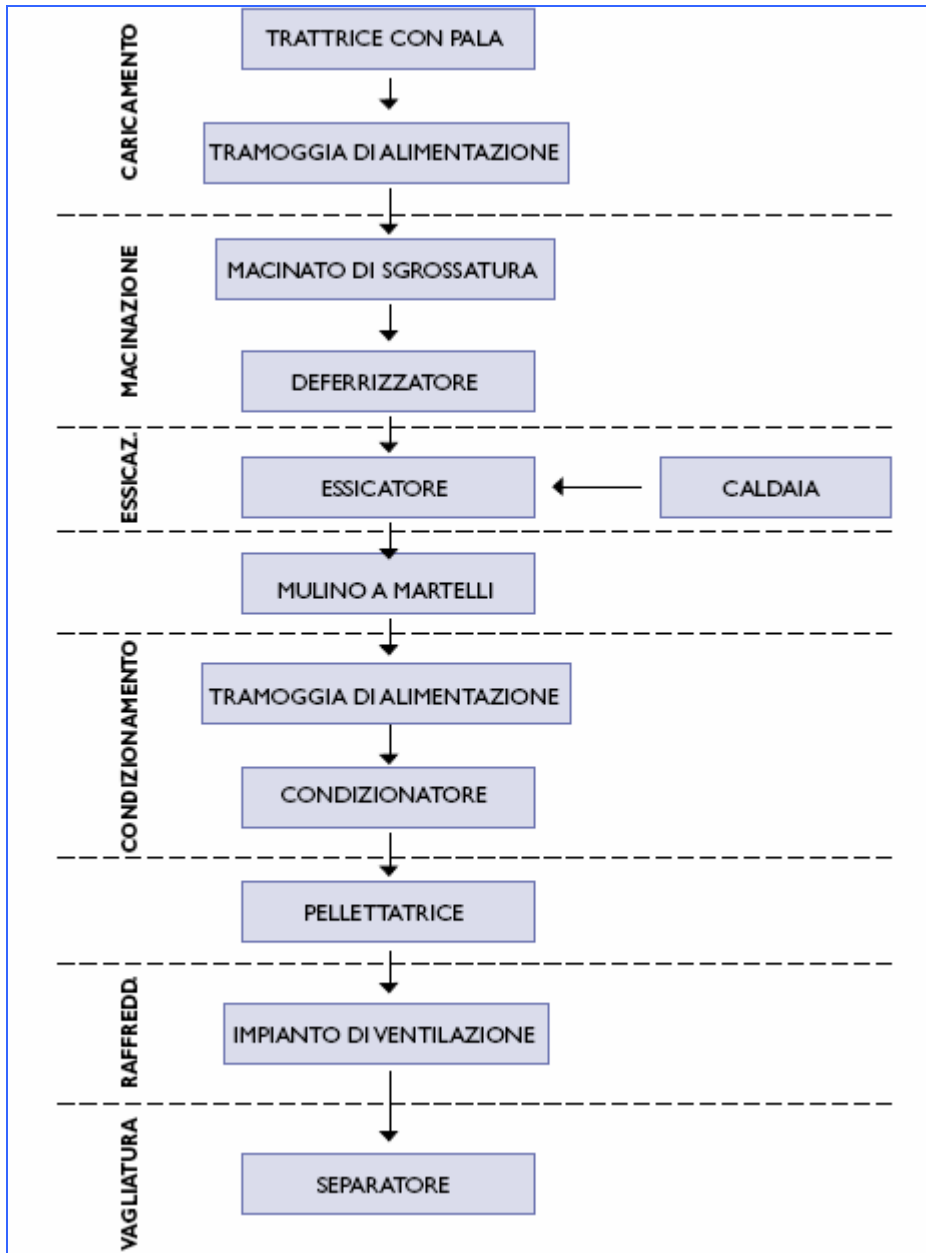 CARICAMENTO
TRATTRICE CON PALA
TRAMOGGIA DI ALIMENTAZIONE
MACINAZIONE
MACINATO DI SGROSSATURA
DEFERRIZZATORE
ESSICAZ.
ESSICATORE
CALDAIA
MULINO A MARTELLI
CONDIZIONAMENTO
TRAMOGGIA DI ALIMENTAZIONE
CONDIZIONATORE
PELLETTATRICE
RAFFREDD.
IMPIANTO DI VENTILAZIONE
VAGLIATURA
SEPARATORE